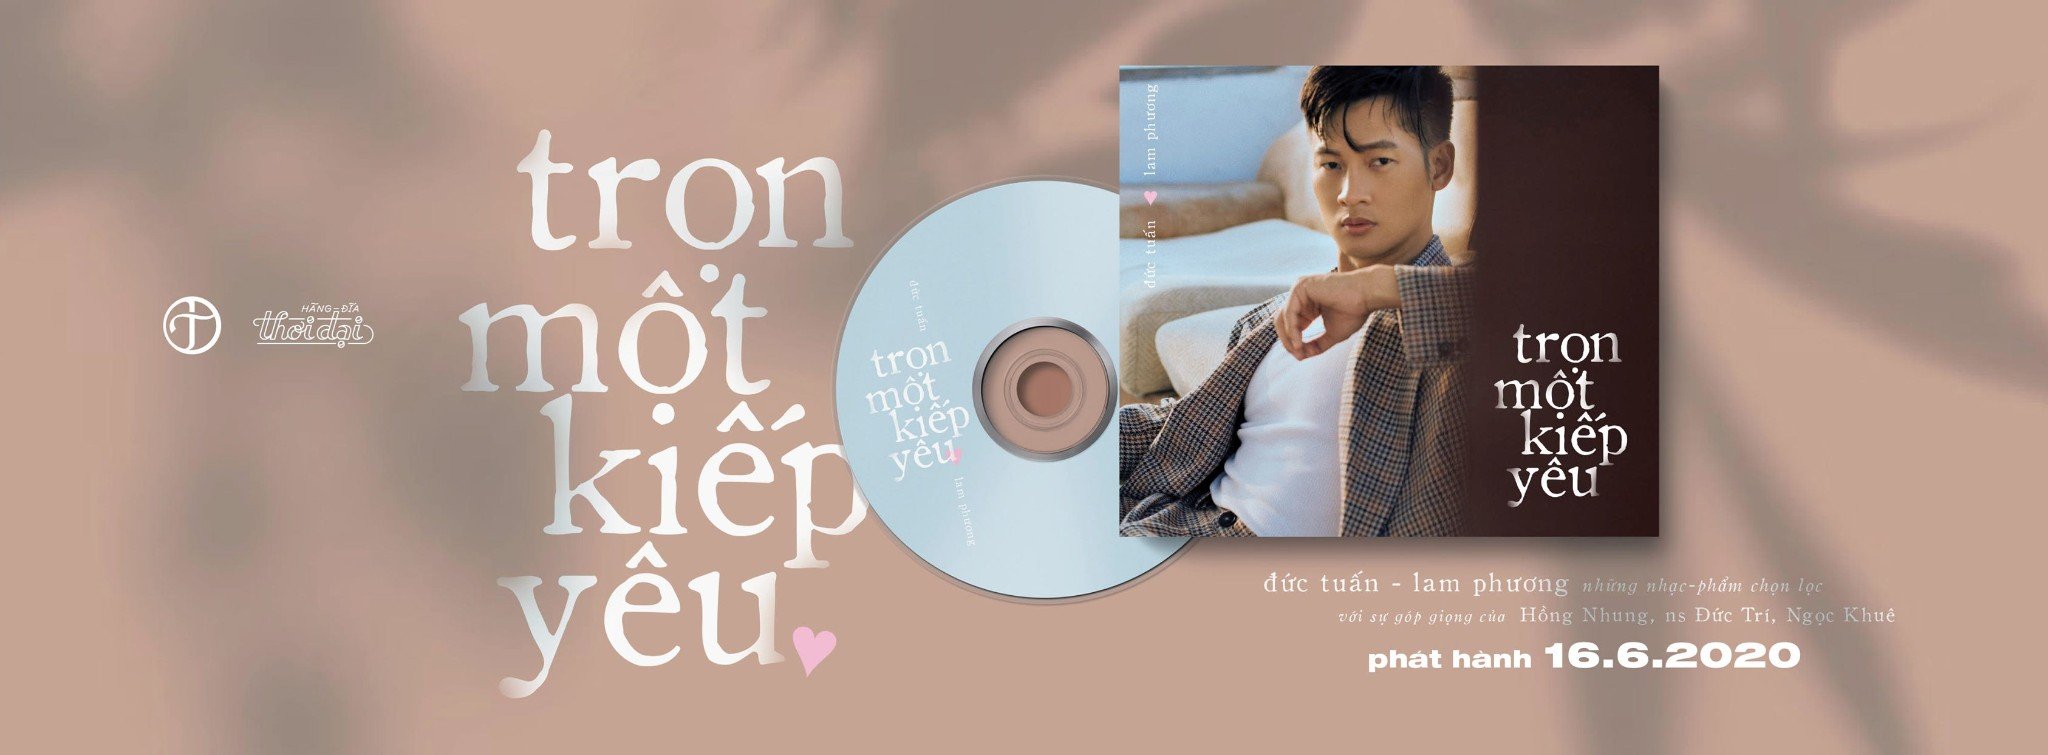 HÃNG-ĐĨA
thời đại
trọn
một
kiếp
yêu
đức tuấn
trọn
một
kiếp
yêu
lam phương
đức tuấn ♥ lam phương
trọn
một
kiếp
yêu
đức tuấn - lam phương những nhạc-phẩm chọn lọc
với sự góp giọng của Hồng Nhung, ns Đức Trí, Ngọc Khuê
phát hành 16.6.2020